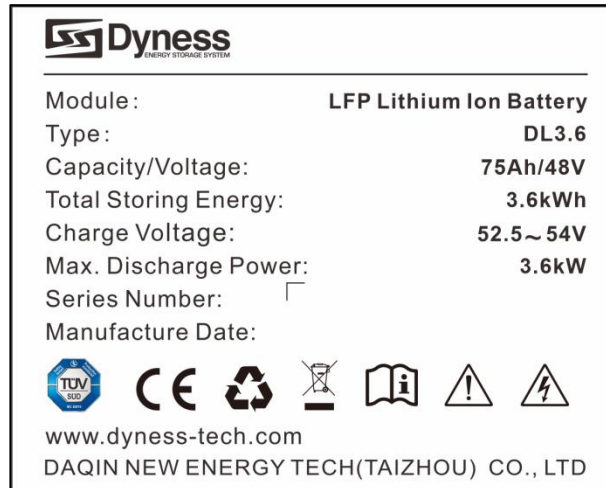 Dyness
ENERGY STORAGE SYSTEM
Module: LFP Lithium Ion Battery
Type: DL3.6
Capacity/Voltage: 75Ah/48V
Total Storing Energy: 3.6kWh
Charge Voltage: 52.5~54V
Max. Discharge Power: 3.6kW
Series Number:
Manufacture Date:
TÜV
SÜD
CE
www.dyness-tech.com
DAQIN NEW ENERGY TECH(TAIZHOU) CO., LTD